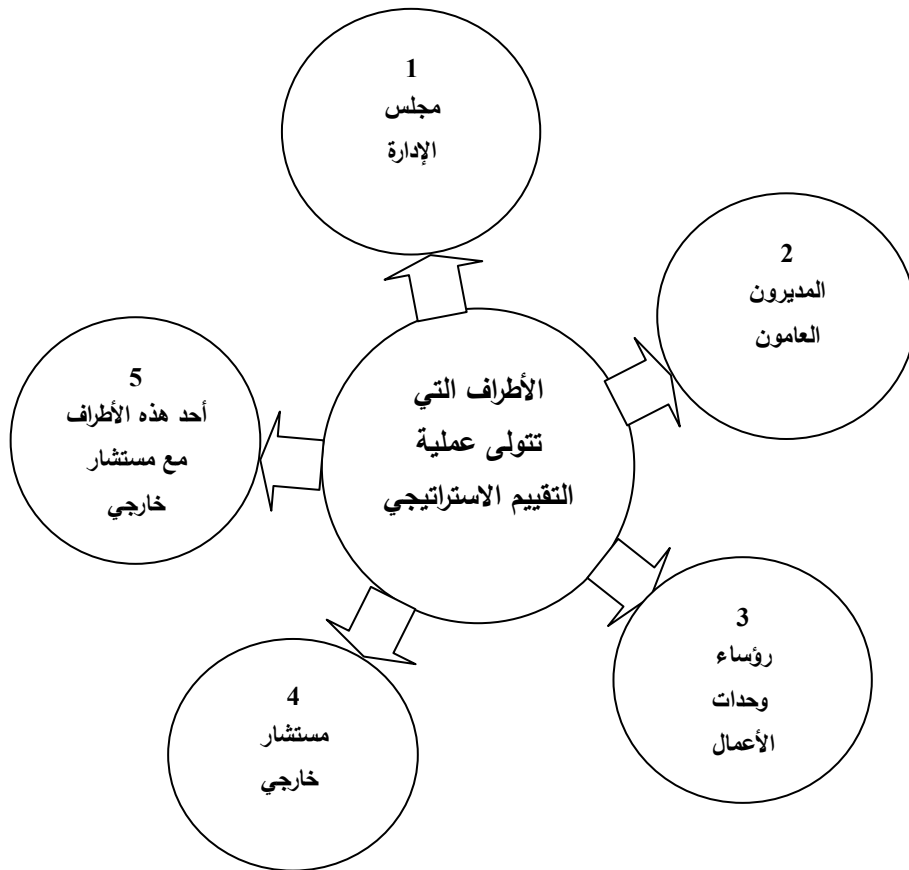 الأطراف التي
تتولى عملية
التقييم الاستراتيجي
1
مجلس
الإدارة
2
المديرون
العامون
3
رؤساء
وحدات
الأعمال
4
مستشار
خارجي
5
أحد هذه الأطراف
مع مستشار
خارجي